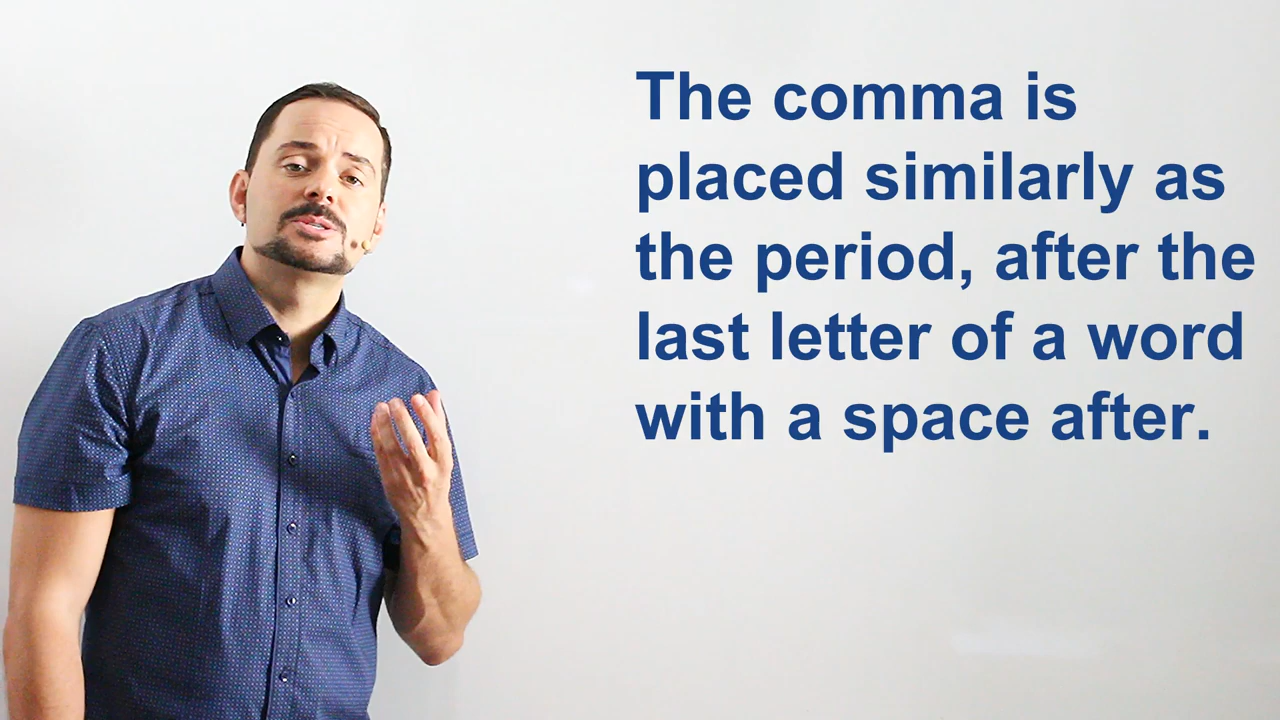 The comma is
placed similarly as
the period, after the
last letter of a word
with a space after.